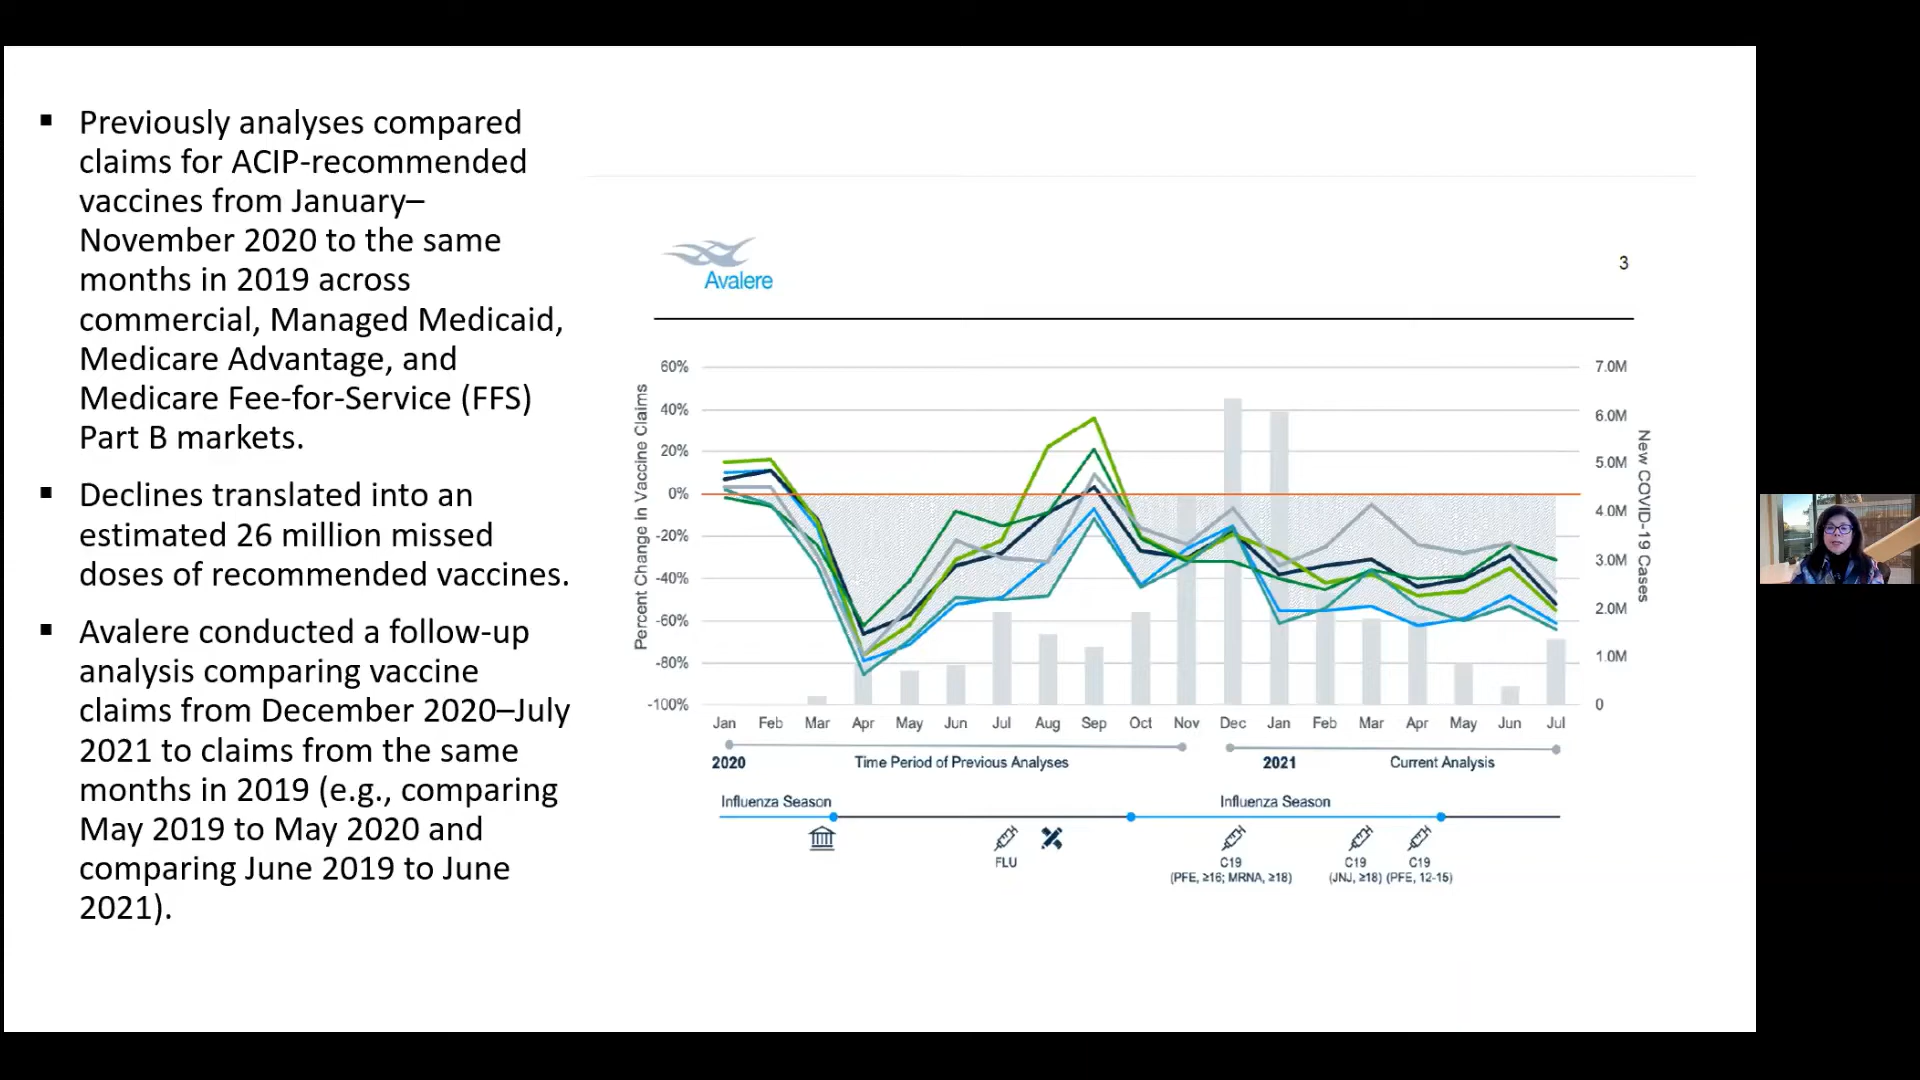 ▪ Previously analyses compared
claims for ACIP-recommended
vaccines from January–
November 2020 to the same
months in 2019 across
commercial, Managed Medicaid,
Medicare Advantage, and
Medicare Fee-for-Service (FFS)
Part B markets.
▪ Declines translated into an
estimated 26 million missed
doses of recommended vaccines.
▪ Avalere conducted a follow-up
analysis comparing vaccine
claims from December 2020–July
2021 to claims from the same
months in 2019 (e.g., comparing
May 2019 to May 2020 and
comparing June 2019 to June
2021).
Avalere
3
Percent Change in Vaccine Claims
60%
40%
20%
0%
-20%
-40%
-60%
-80%
-100%
7.0M
6.0M
5.0M
4.0M
3.0M
2.0M
1.0M
0
New COVID-19 Cases
Jan Feb Mar Apr May Jun Jul Aug Sep Oct Nov Dec Jan Feb Mar Apr May Jun Jul
2020 Time Period of Previous Analyses 2021 Current Analysis
Influenza Season Influenza Season
FLU C19 C19 C19
(PFE, ≥16; MRNA, ≥18) (JNJ, ≥18) (PFE, 12-15)